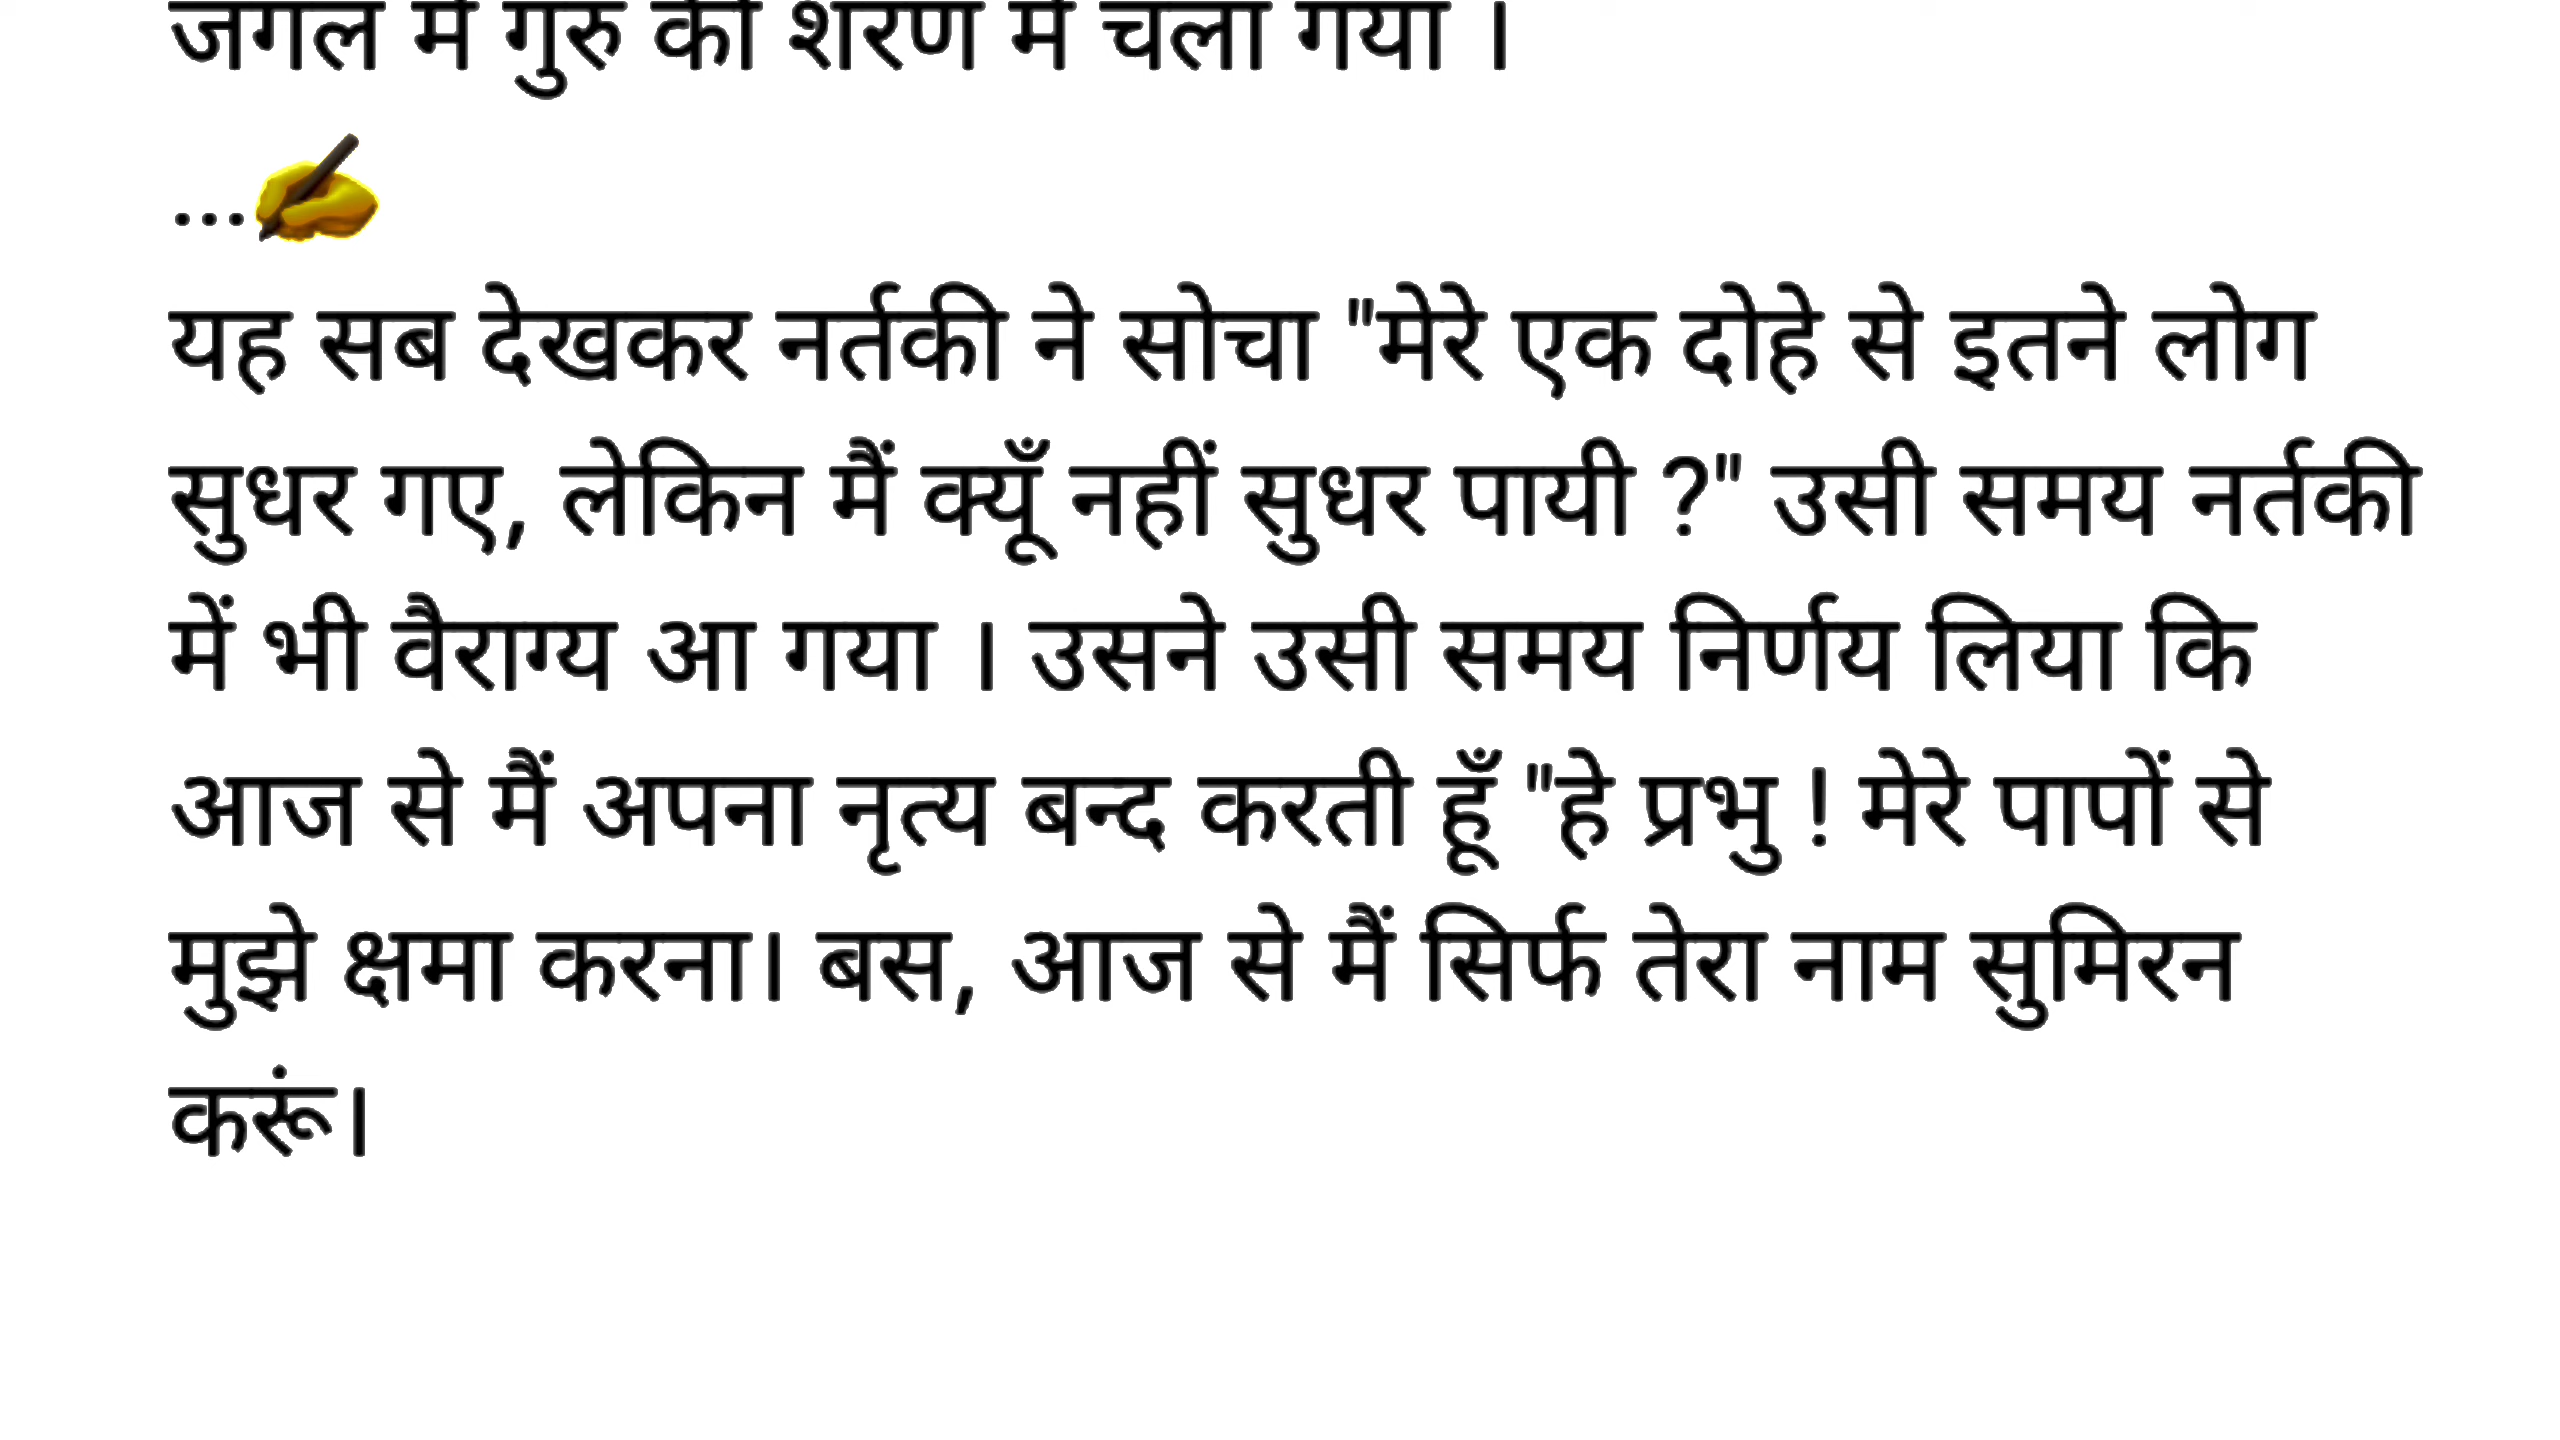 जंगल में गुरु की शरण में चला गया ।
...✍
यह सब देखकर नर्तकी ने सोचा "मेरे एक दोहे से इतने लोग
सुधर गए, लेकिन मैं क्यूँ नहीं सुधर पायी ?" उसी समय नर्तकी
में भी वैराग्य आ गया । उसने उसी समय निर्णय लिया कि
आज से मैं अपना नृत्य बन्द करती हूँ "हे प्रभु ! मेरे पापों से
मुझे क्षमा करना। बस, आज से मैं सिर्फ तेरा नाम सुमिरन
करूं।